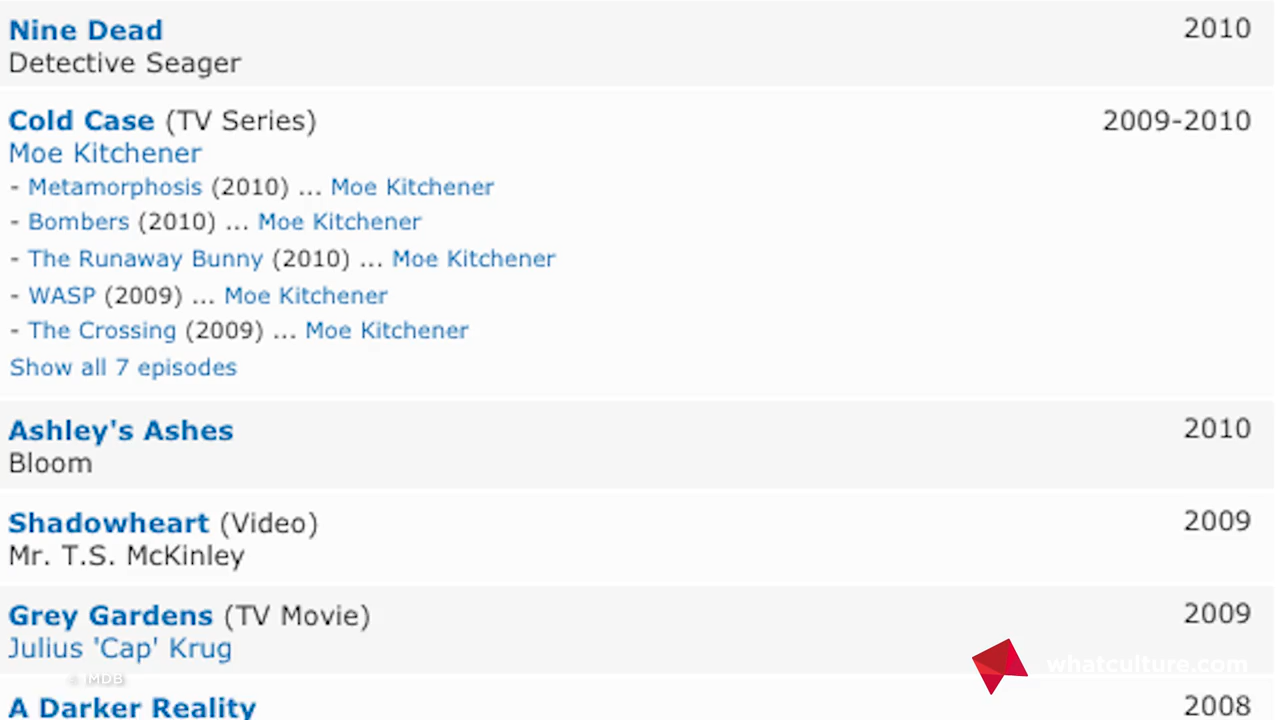 Nine Dead 2010
Detective Seager
Cold Case (TV Series) 2009-2010
Moe Kitchener
- Metamorphosis (2010) ... Moe Kitchener
- Bombers (2010) ... Moe Kitchener
- The Runaway Bunny (2010) ... Moe Kitchener
- WASP (2009) ... Moe Kitchener
- The Crossing (2009) ... Moe Kitchener
Show all 7 episodes
Ashley's Ashes 2010
Bloom
Shadowheart (Video) 2009
Mr. T.S. McKinley
Grey Gardens (TV Movie) 2009
Julius 'Cap' Krug
whatculture.com
© IMDB
A Darker Reality 2008